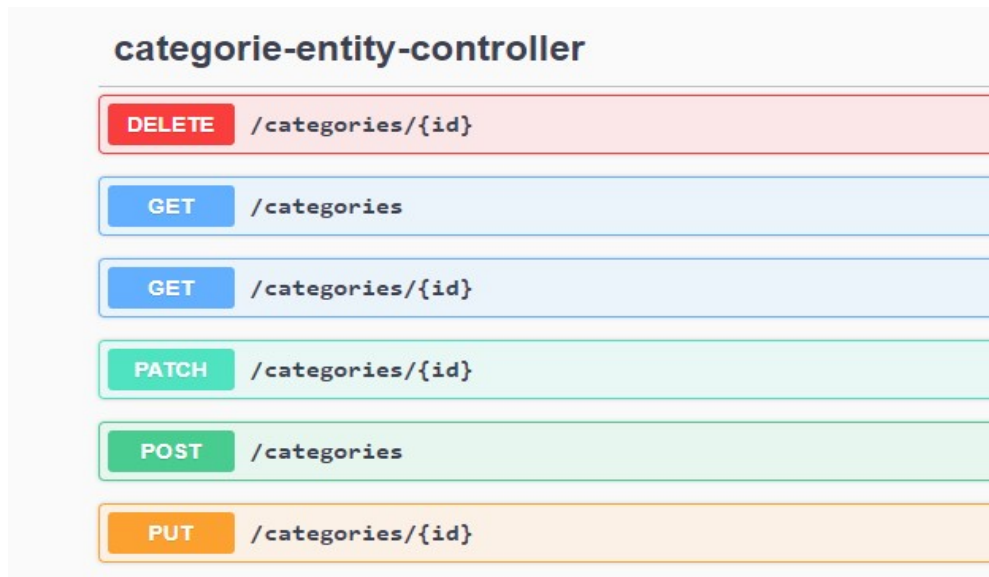 categorie-entity-controller
DELETE /categories/{id}
GET /categories
GET /categories/{id}
PATCH /categories/{id}
POST /categories
PUT /categories/{id}